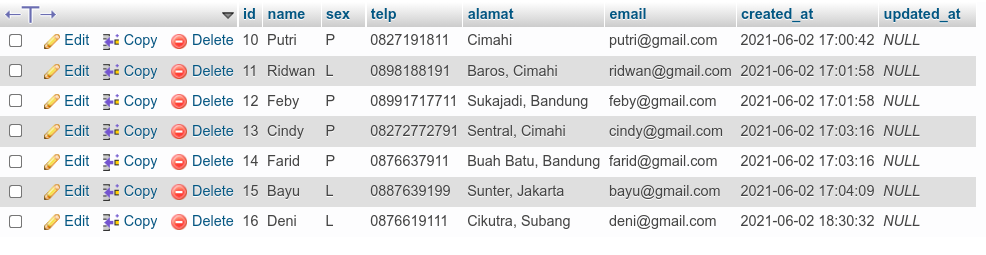 id name sex telp alamat email created_at updated_at
Edit Copy Delete 10 Putri P 0827191811 Cimahi putri@gmail.com 2021-06-02 17:00:42 NULL
Edit Copy Delete 11 Ridwan L 0898188191 Baros, Cimahi ridwan@gmail.com 2021-06-02 17:01:58 NULL
Edit Copy Delete 12 Feby P 08991717711 Sukajadi, Bandung feby@gmail.com 2021-06-02 17:01:58 NULL
Edit Copy Delete 13 Cindy P 08272772791 Sentral, Cimahi cindy@gmail.com 2021-06-02 17:03:16 NULL
Edit Copy Delete 14 Farid P 0876637911 Buah Batu, Bandung farid@gmail.com 2021-06-02 17:03:16 NULL
Edit Copy Delete 15 Bayu L 0887639199 Sunter, Jakarta bayu@gmail.com 2021-06-02 17:04:09 NULL
Edit Copy Delete 16 Deni L 0876619111 Cikutra, Subang deni@gmail.com 2021-06-02 18:30:32 NULL